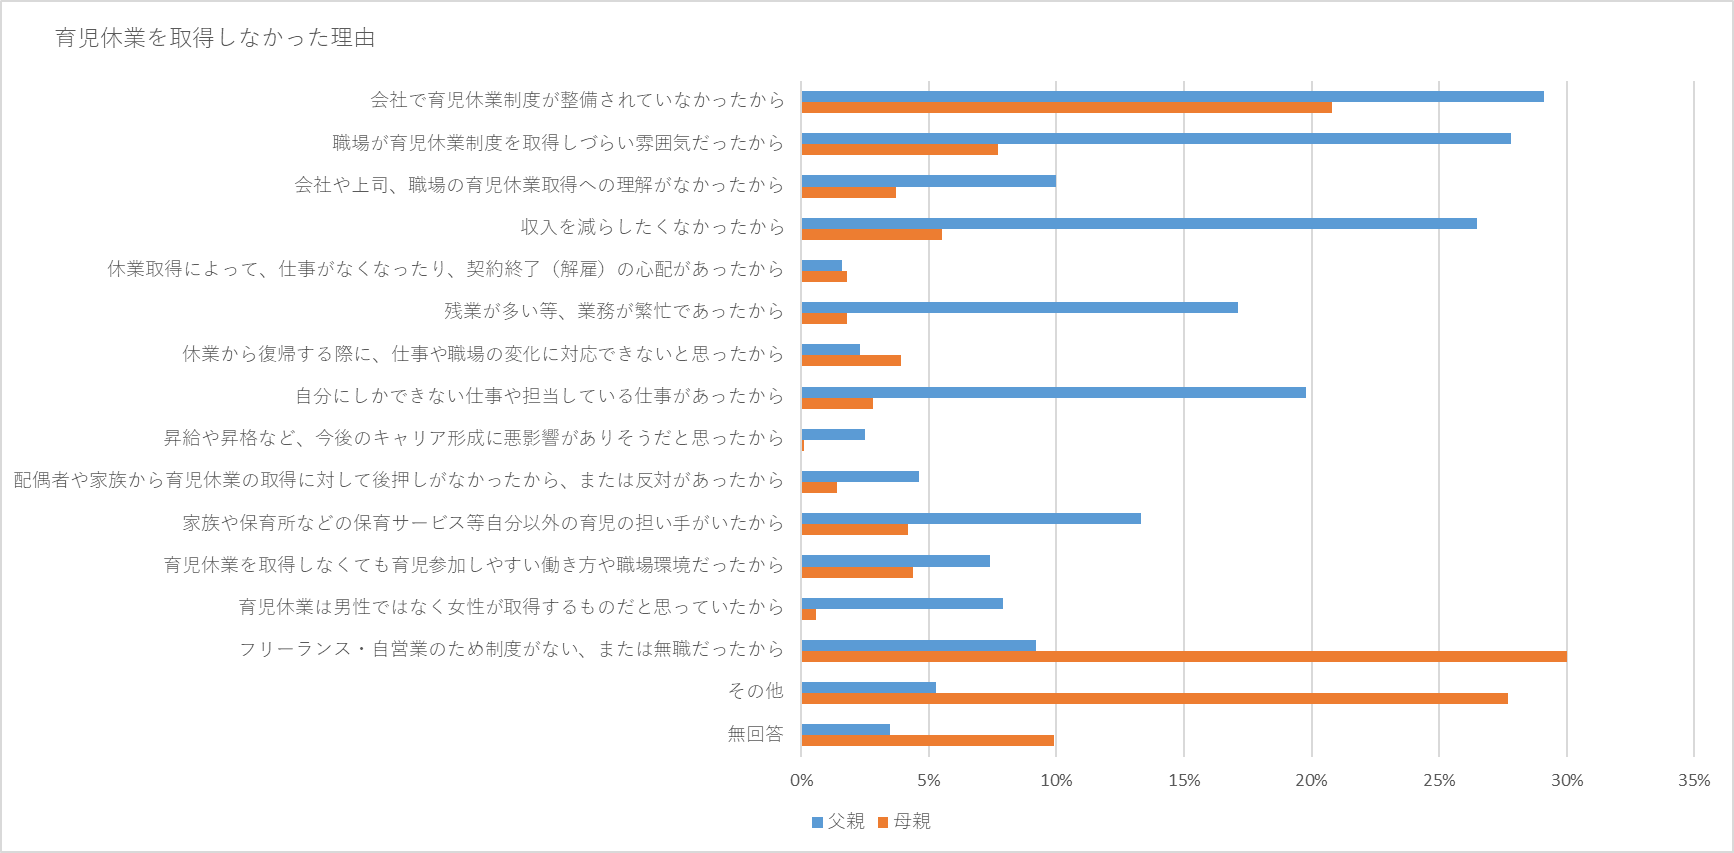 育児休業を取得しなかった理由
会社で育児休業制度が整備されていなかったから
職場が育児休業制度を取得しづらい雰囲気だったから
会社や上司、職場の育児休業取得への理解がなかったから
収入を減らしたくなかったから
休業取得によって、仕事がなくなったり、契約終了（解雇）の心配があったから
残業が多い等、業務が繁忙であったから
休業から復帰する際に、仕事や職場の変化に対応できないと思ったから
自分にしかできない仕事や担当している仕事があったから
昇給や昇格など、今後のキャリア形成に悪影響がありそうだと思ったから
配偶者や家族から育児休業の取得に対して後押しがなかったから、または反対があったから
家族や保育所などの保育サービス等自分以外の育児の担い手がいたから
育児休業を取得しなくても育児参加しやすい働き方や職場環境だったから
育児休業は男性ではなく女性が取得するものだと思っていたから
フリーランス・自営業のため制度がない、または無職だったから
その他
無回答
0% 5% 10% 15% 20% 25% 30% 35%
父親 母親